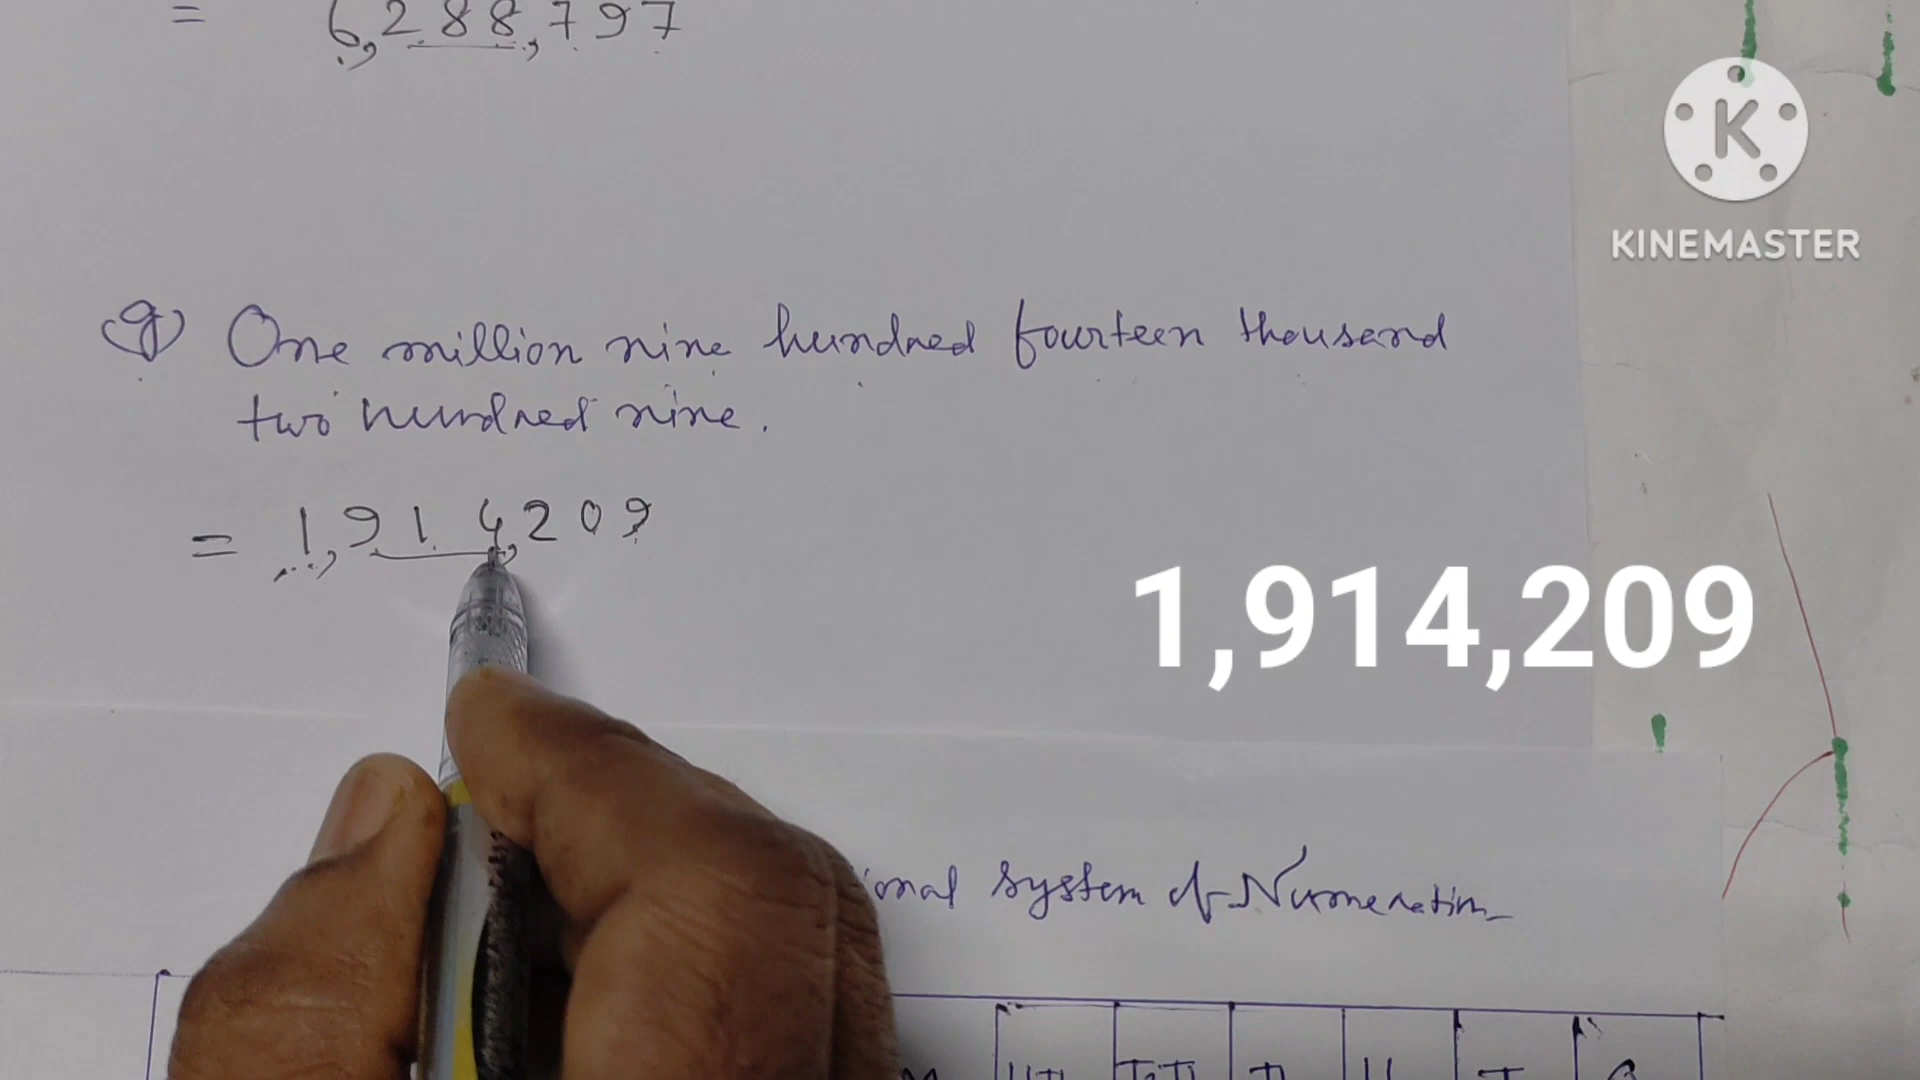 = 6,288,797
K
KINEMASTER
g) One million nine hundred fourteen thousand
two hundred nine.
= 1,914,209
1,914,209
ional system of Numeration
T